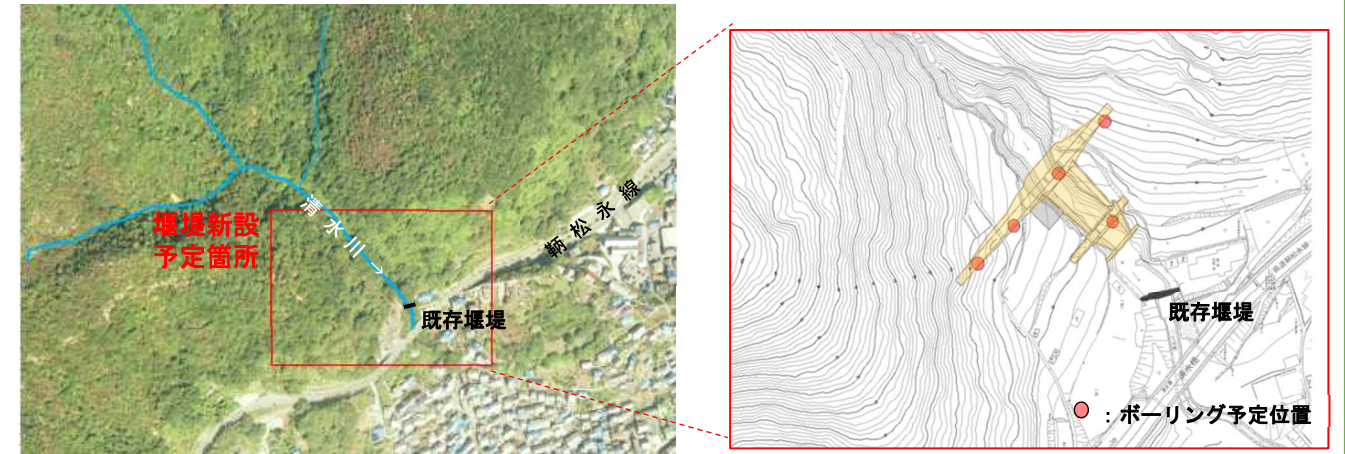 堰堤新設
予定箇所
清水川→
鞆松永線
既存堰堤
既存堰堤
：ボーリング予定位置